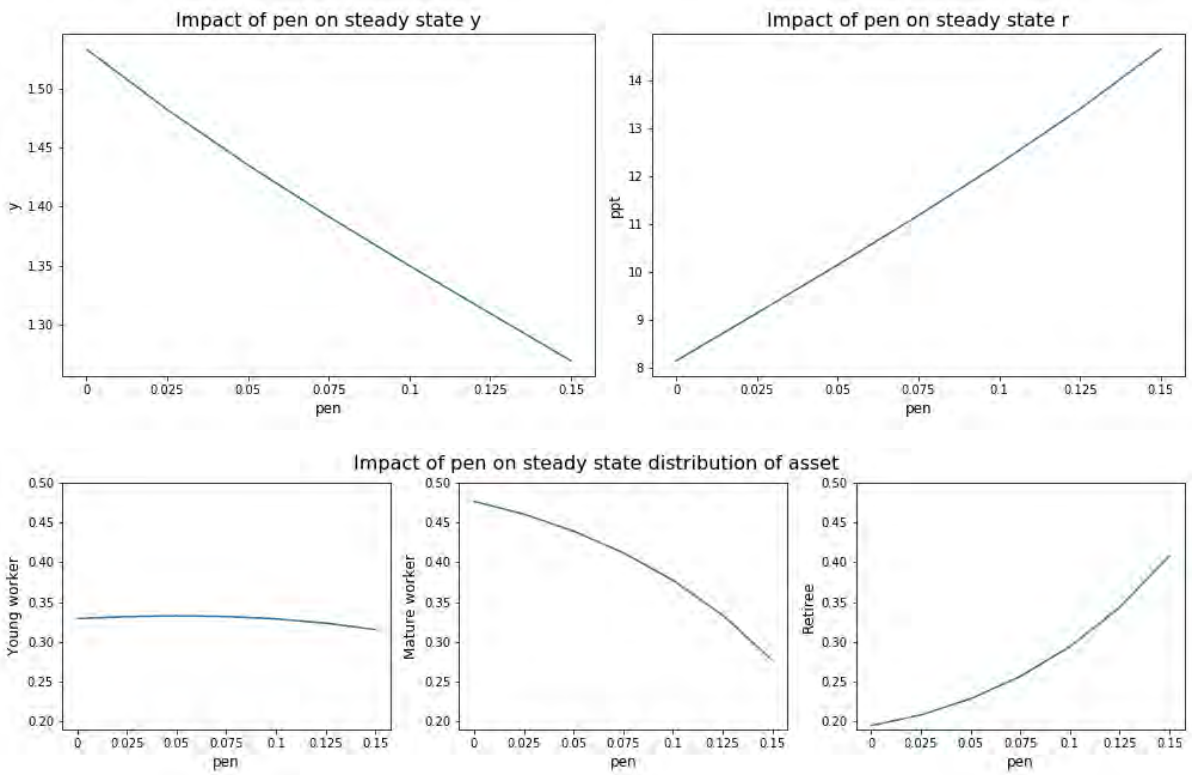 Impact of pen on steady state y
y
1.50
1.45
1.40
1.35
1.30
0 0.025 0.05 0.075 0.1 0.125 0.15
pen
Impact of pen on steady state r
ppt
14
13
12
11
10
9
8
0 0.025 0.05 0.075 0.1 0.125 0.15
pen
Impact of pen on steady state distribution of asset
Young worker
0.50
0.45
0.40
0.35
0.30
0.25
0.20
0 0.025 0.05 0.075 0.1 0.125 0.15
pen
Mature worker
0.50
0.45
0.40
0.35
0.30
0.25
0.20
0 0.025 0.05 0.075 0.1 0.125 0.15
pen
Retiree
0.50
0.45
0.40
0.35
0.30
0.25
0.20
0 0.025 0.05 0.075 0.1 0.125 0.15
pen